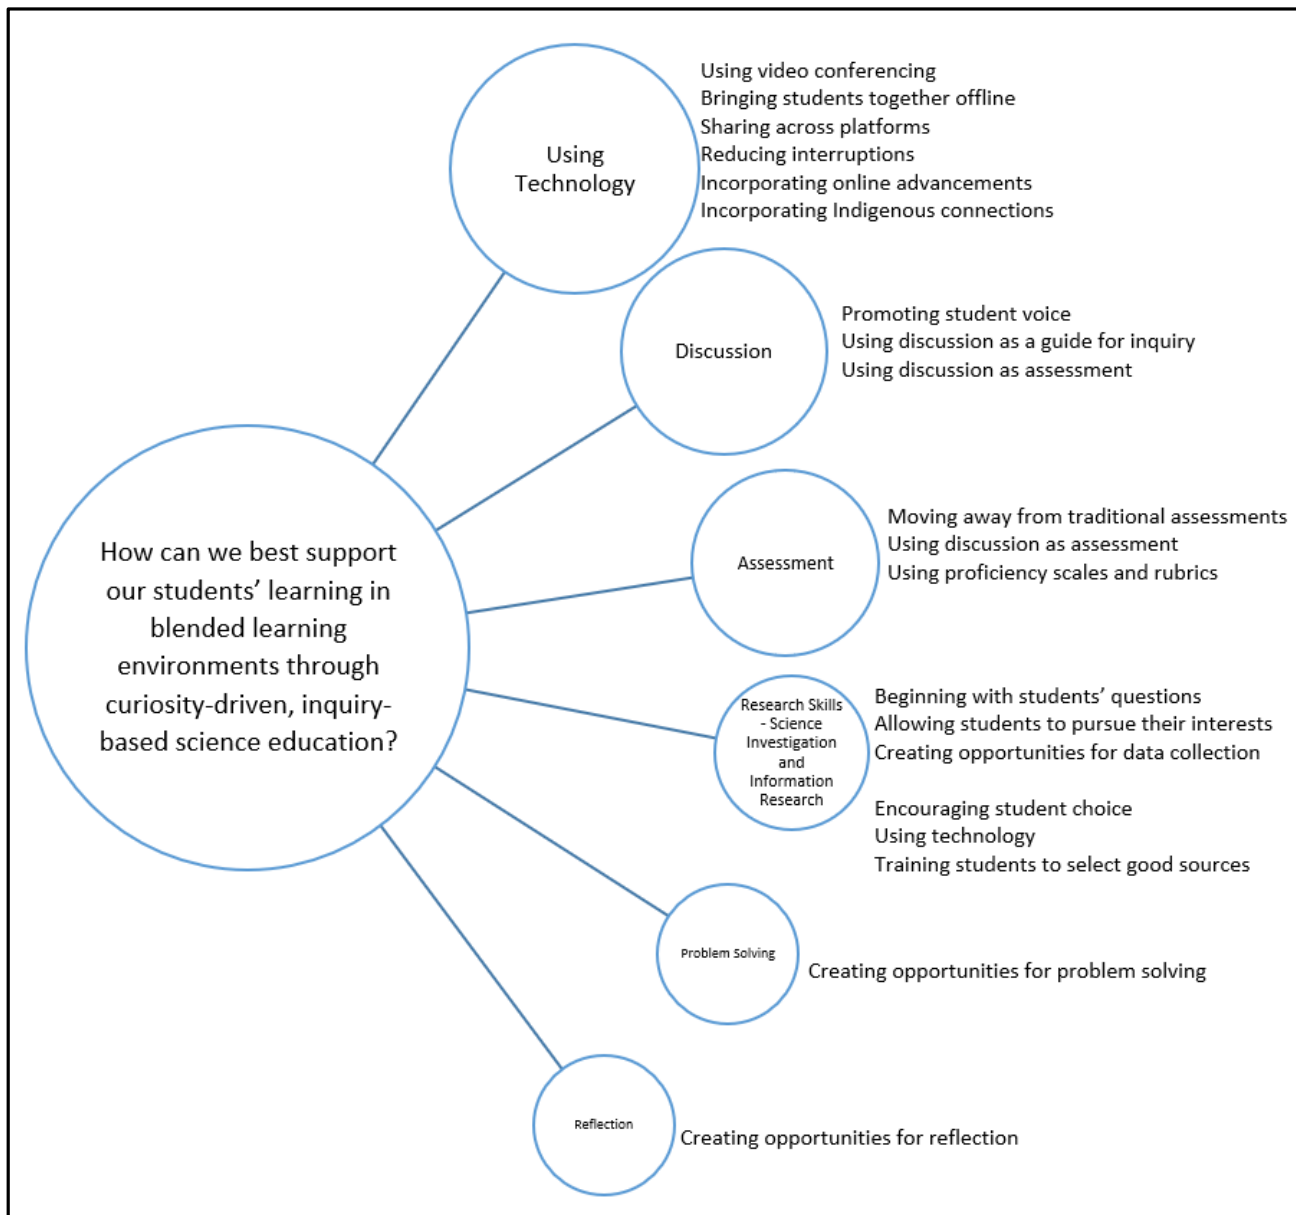 Using
Technology
Using video conferencing
Bringing students together offline
Sharing across platforms
Reducing interruptions
Incorporating online advancements
Incorporating Indigenous connections
Discussion
Promoting student voice
Using discussion as a guide for inquiry
Using discussion as assessment
How can we best support
our students’ learning in
blended learning
environments through
curiosity-driven, inquiry-
based science education?
Assessment
Moving away from traditional assessments
Using discussion as assessment
Using proficiency scales and rubrics
Research Skills
- Science
Investigation
and
Information
Research
Beginning with students’ questions
Allowing students to pursue their interests
Creating opportunities for data collection
Encouraging student choice
Using technology
Training students to select good sources
Problem Solving
Creating opportunities for problem solving
Reflection
Creating opportunities for reflection